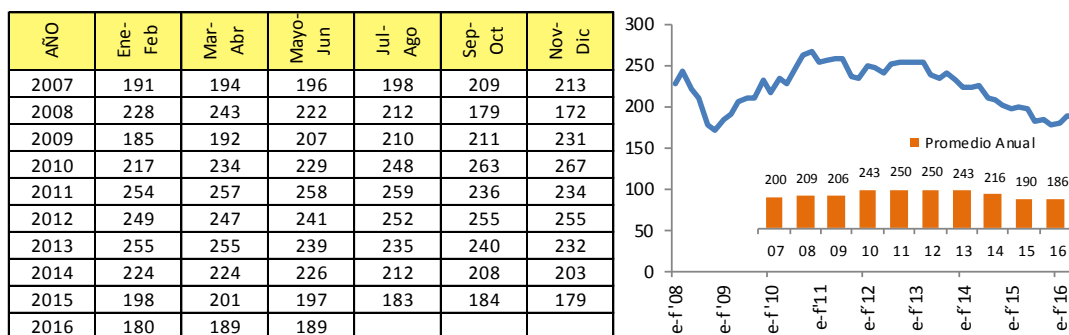 AÑO Ene-Feb Mar-Abr Mayo-Jun Jul-Ago Sep-Oct Nov-Dic
2007 191 194 196 198 209 213
2008 228 243 222 212 179 172
2009 185 192 207 210 211 231
2010 217 234 229 248 263 267
2011 254 257 258 259 236 234
2012 249 247 241 252 255 255
2013 255 255 239 235 240 232
2014 224 224 226 212 208 203
2015 198 201 197 183 184 179
2016 180 189 189
300
250
200
150
100
50
0
Promedio Anual
200 209 206 243 250 250 243 216 190 186
07 08 09 10 11 12 13 14 15 16
e-f'08 e-f'09 e-f'10 e-f'11 e-f'12 e-f'13 e-f'14 e-f'15 e-f'16